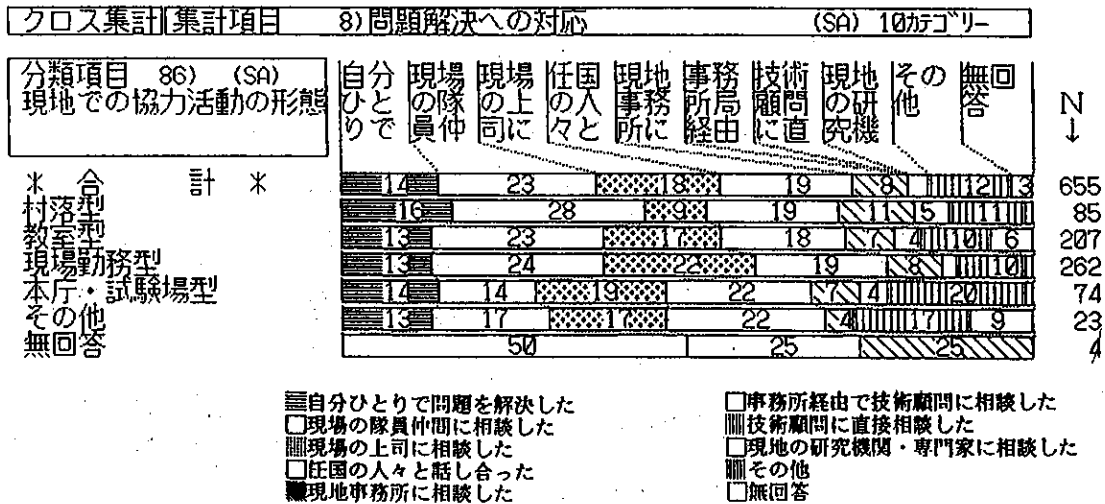 クロス集計 集計項目 8)問題解決への対応 (SA) 10カテゴリー
分類項目 86) (SA)
現地での協力活動の形態
自分ひとりで 現場の隊員仲 現場の上司に 任国の人々と 現地事務所に 事務所局経由 技術顧問に直 現地の研究機 その他 無回答 N
↓
* 合 計 * 14 23 18 19 8 12 3 655
村落型 16 28 9 19 11 5 11 85
教室型 13 23 17 18 7 4 10 6 207
現場勤務型 13 24 22 19 8 10 262
本庁・試験場型 14 14 19 22 7 4 20 74
その他 13 17 17 22 4 17 9 23
無回答 50 25 25 4
自分ひとりで問題を解決した
現場の隊員仲間に相談した
現場の上司に相談した
任国の人々と話し合った
現地事務所に相談した
事務所経由で技術顧問に相談した
技術顧問に直接相談した
現地の研究機関・専門家に相談した
その他
無回答